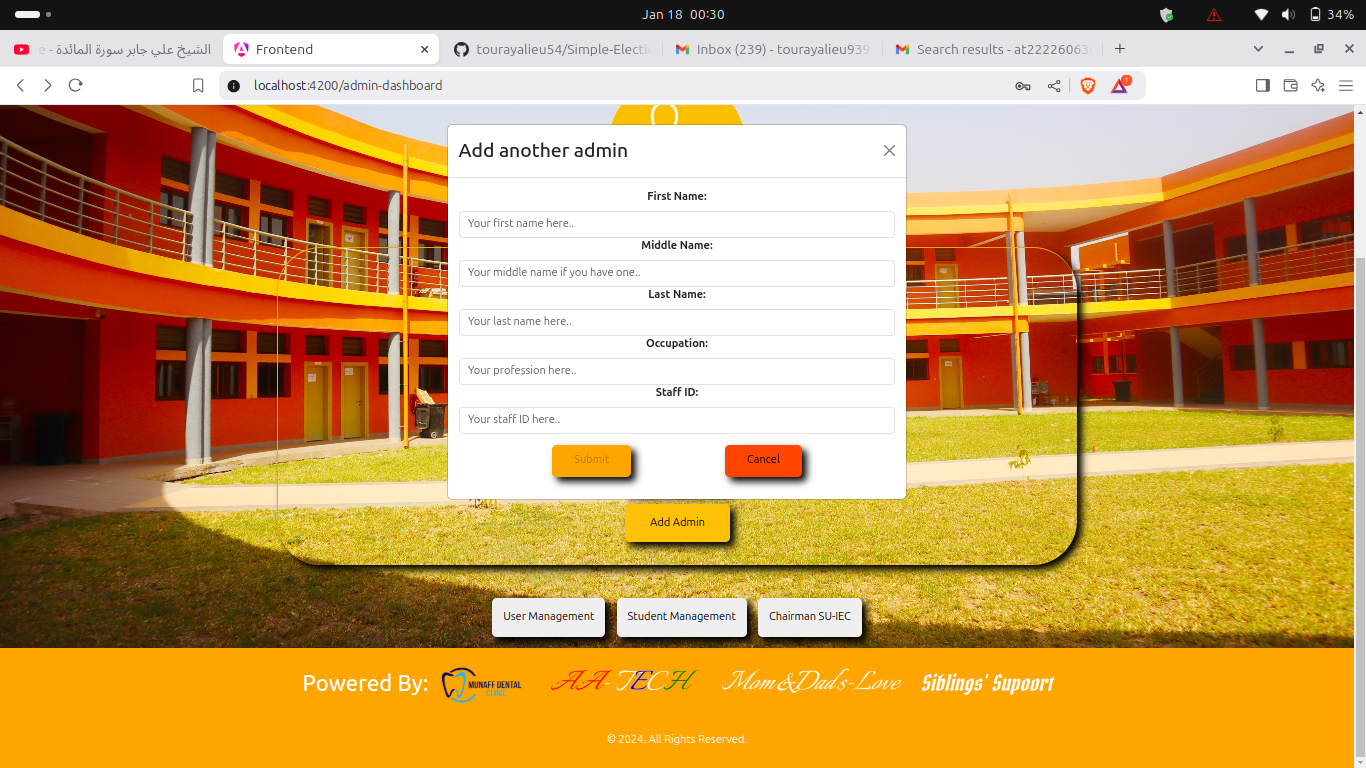 Jan 18 00:30
34%
الشيخ علي جابر سورة المائدة - e
Frontend
tourayalieu54/Simple-Electi
Inbox (239) - tourayalieu939
Search results - at22226063
localhost:4200/admin-dashboard
1
Add another admin
First Name:
Your first name here..
Middle Name:
Your middle name if you have one..
Last Name:
Your last name here..
Occupation:
Your profession here..
Staff ID:
Your staff ID here..
Submit Cancel
Add Admin
User Management Student Management Chairman SU-IEC
Powered By: MUNAFF DENTAL CLINIC AA-TECH Mom&Dad's-Love Siblings' Supoort
© 2024. All Rights Reserved.